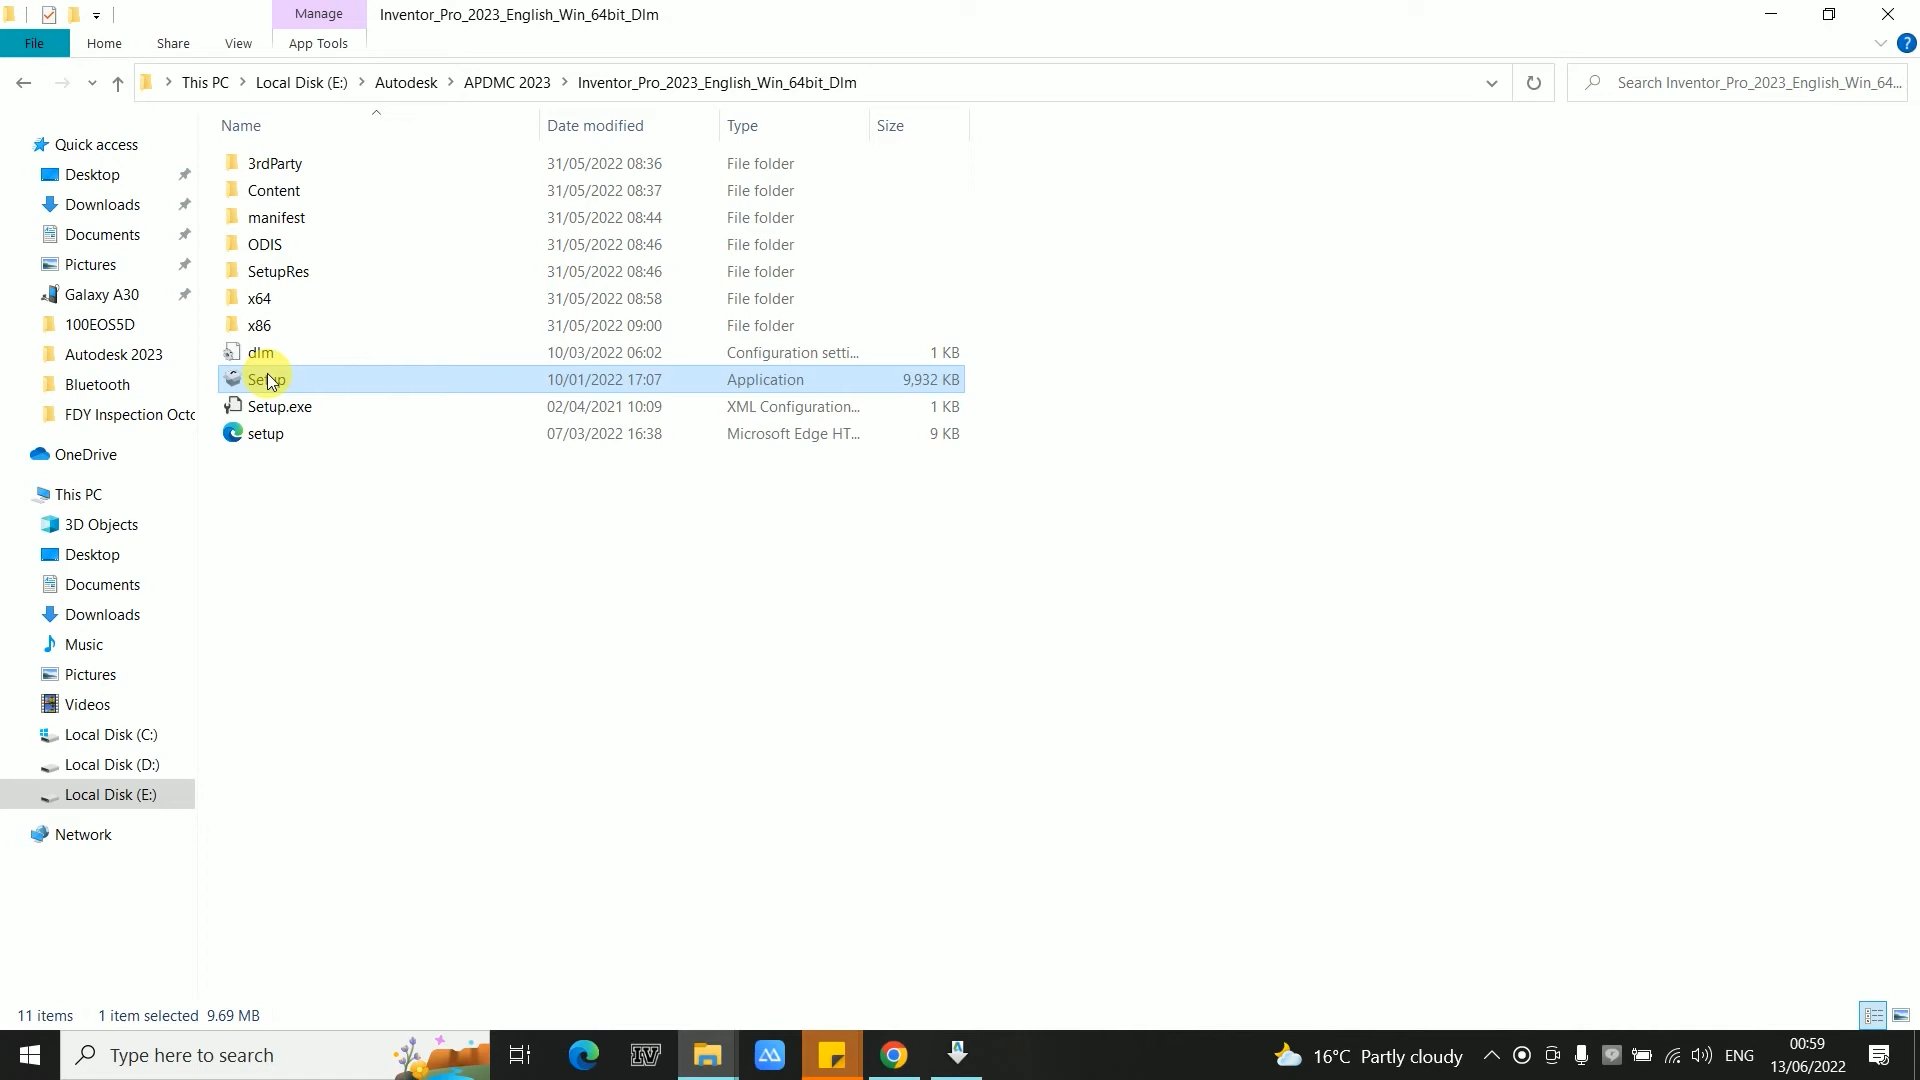 Manage
Inventor_Pro_2023_English_Win_64bit_Dlm
File
Home
Share
View
App Tools
This PC
Local Disk (E:)
Autodesk
APDMC 2023
Inventor_Pro_2023_English_Win_64bit_Dlm
Search Inventor_Pro_2023_English_Win_64...
Name
Date modified
Type
Size
3rdParty 31/05/2022 08:36 File folder
Content 31/05/2022 08:37 File folder
manifest 31/05/2022 08:44 File folder
ODIS 31/05/2022 08:46 File folder
SetupRes 31/05/2022 08:46 File folder
x64 31/05/2022 08:58 File folder
x86 31/05/2022 09:00 File folder
dlm 10/03/2022 06:02 Configuration setti... 1 KB
Setup 10/01/2022 17:07 Application 9,932 KB
Setup.exe 02/04/2021 10:09 XML Configuration... 1 KB
setup 07/03/2022 16:38 Microsoft Edge HT... 9 KB
Quick access
Desktop
Downloads
Documents
Pictures
Galaxy A30
100EOS5D
Autodesk 2023
Bluetooth
FDY Inspection Octo
OneDrive
This PC
3D Objects
Desktop
Documents
Downloads
Music
Pictures
Videos
Local Disk (C:)
Local Disk (D:)
Local Disk (E:)
Network
11 items
1 item selected 9.69 MB
Type here to search
16°C Partly cloudy
ENG
00:59
13/06/2022